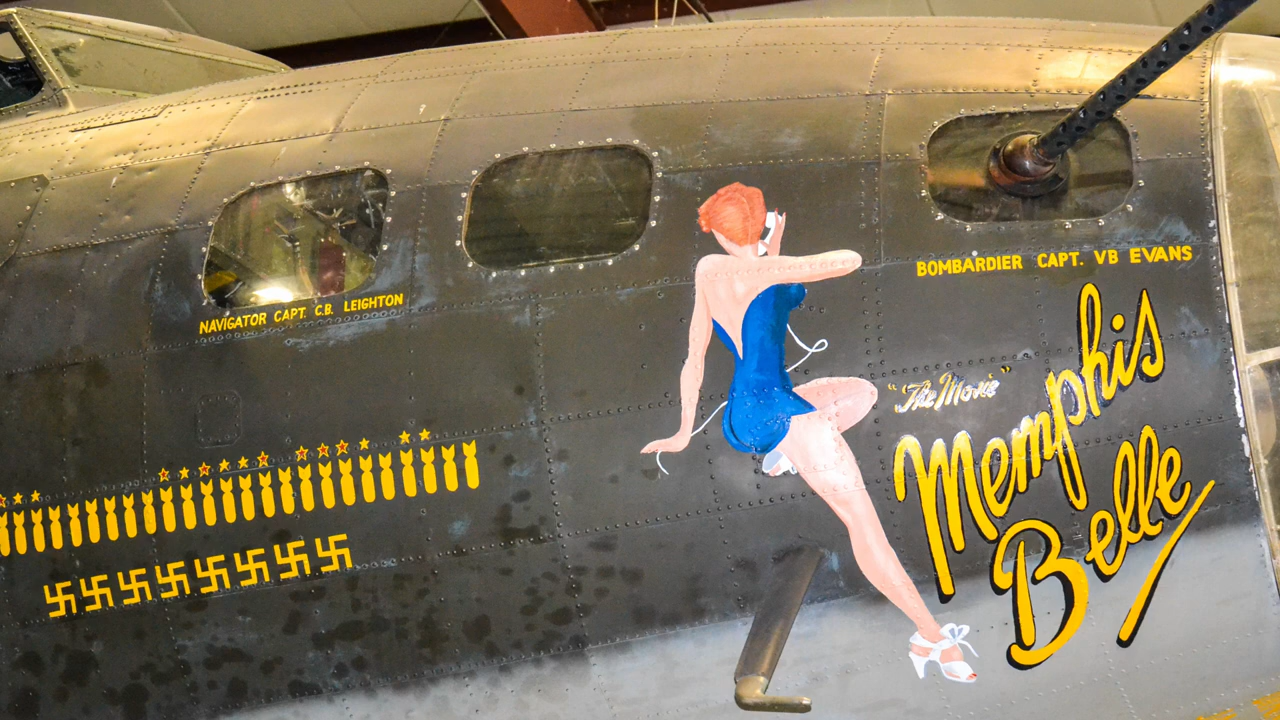 NAVIGATOR CAPT. C.B. LEIGHTON
BOMBARDIER CAPT. VB EVANS
"The Movie"
Memphis
Belle